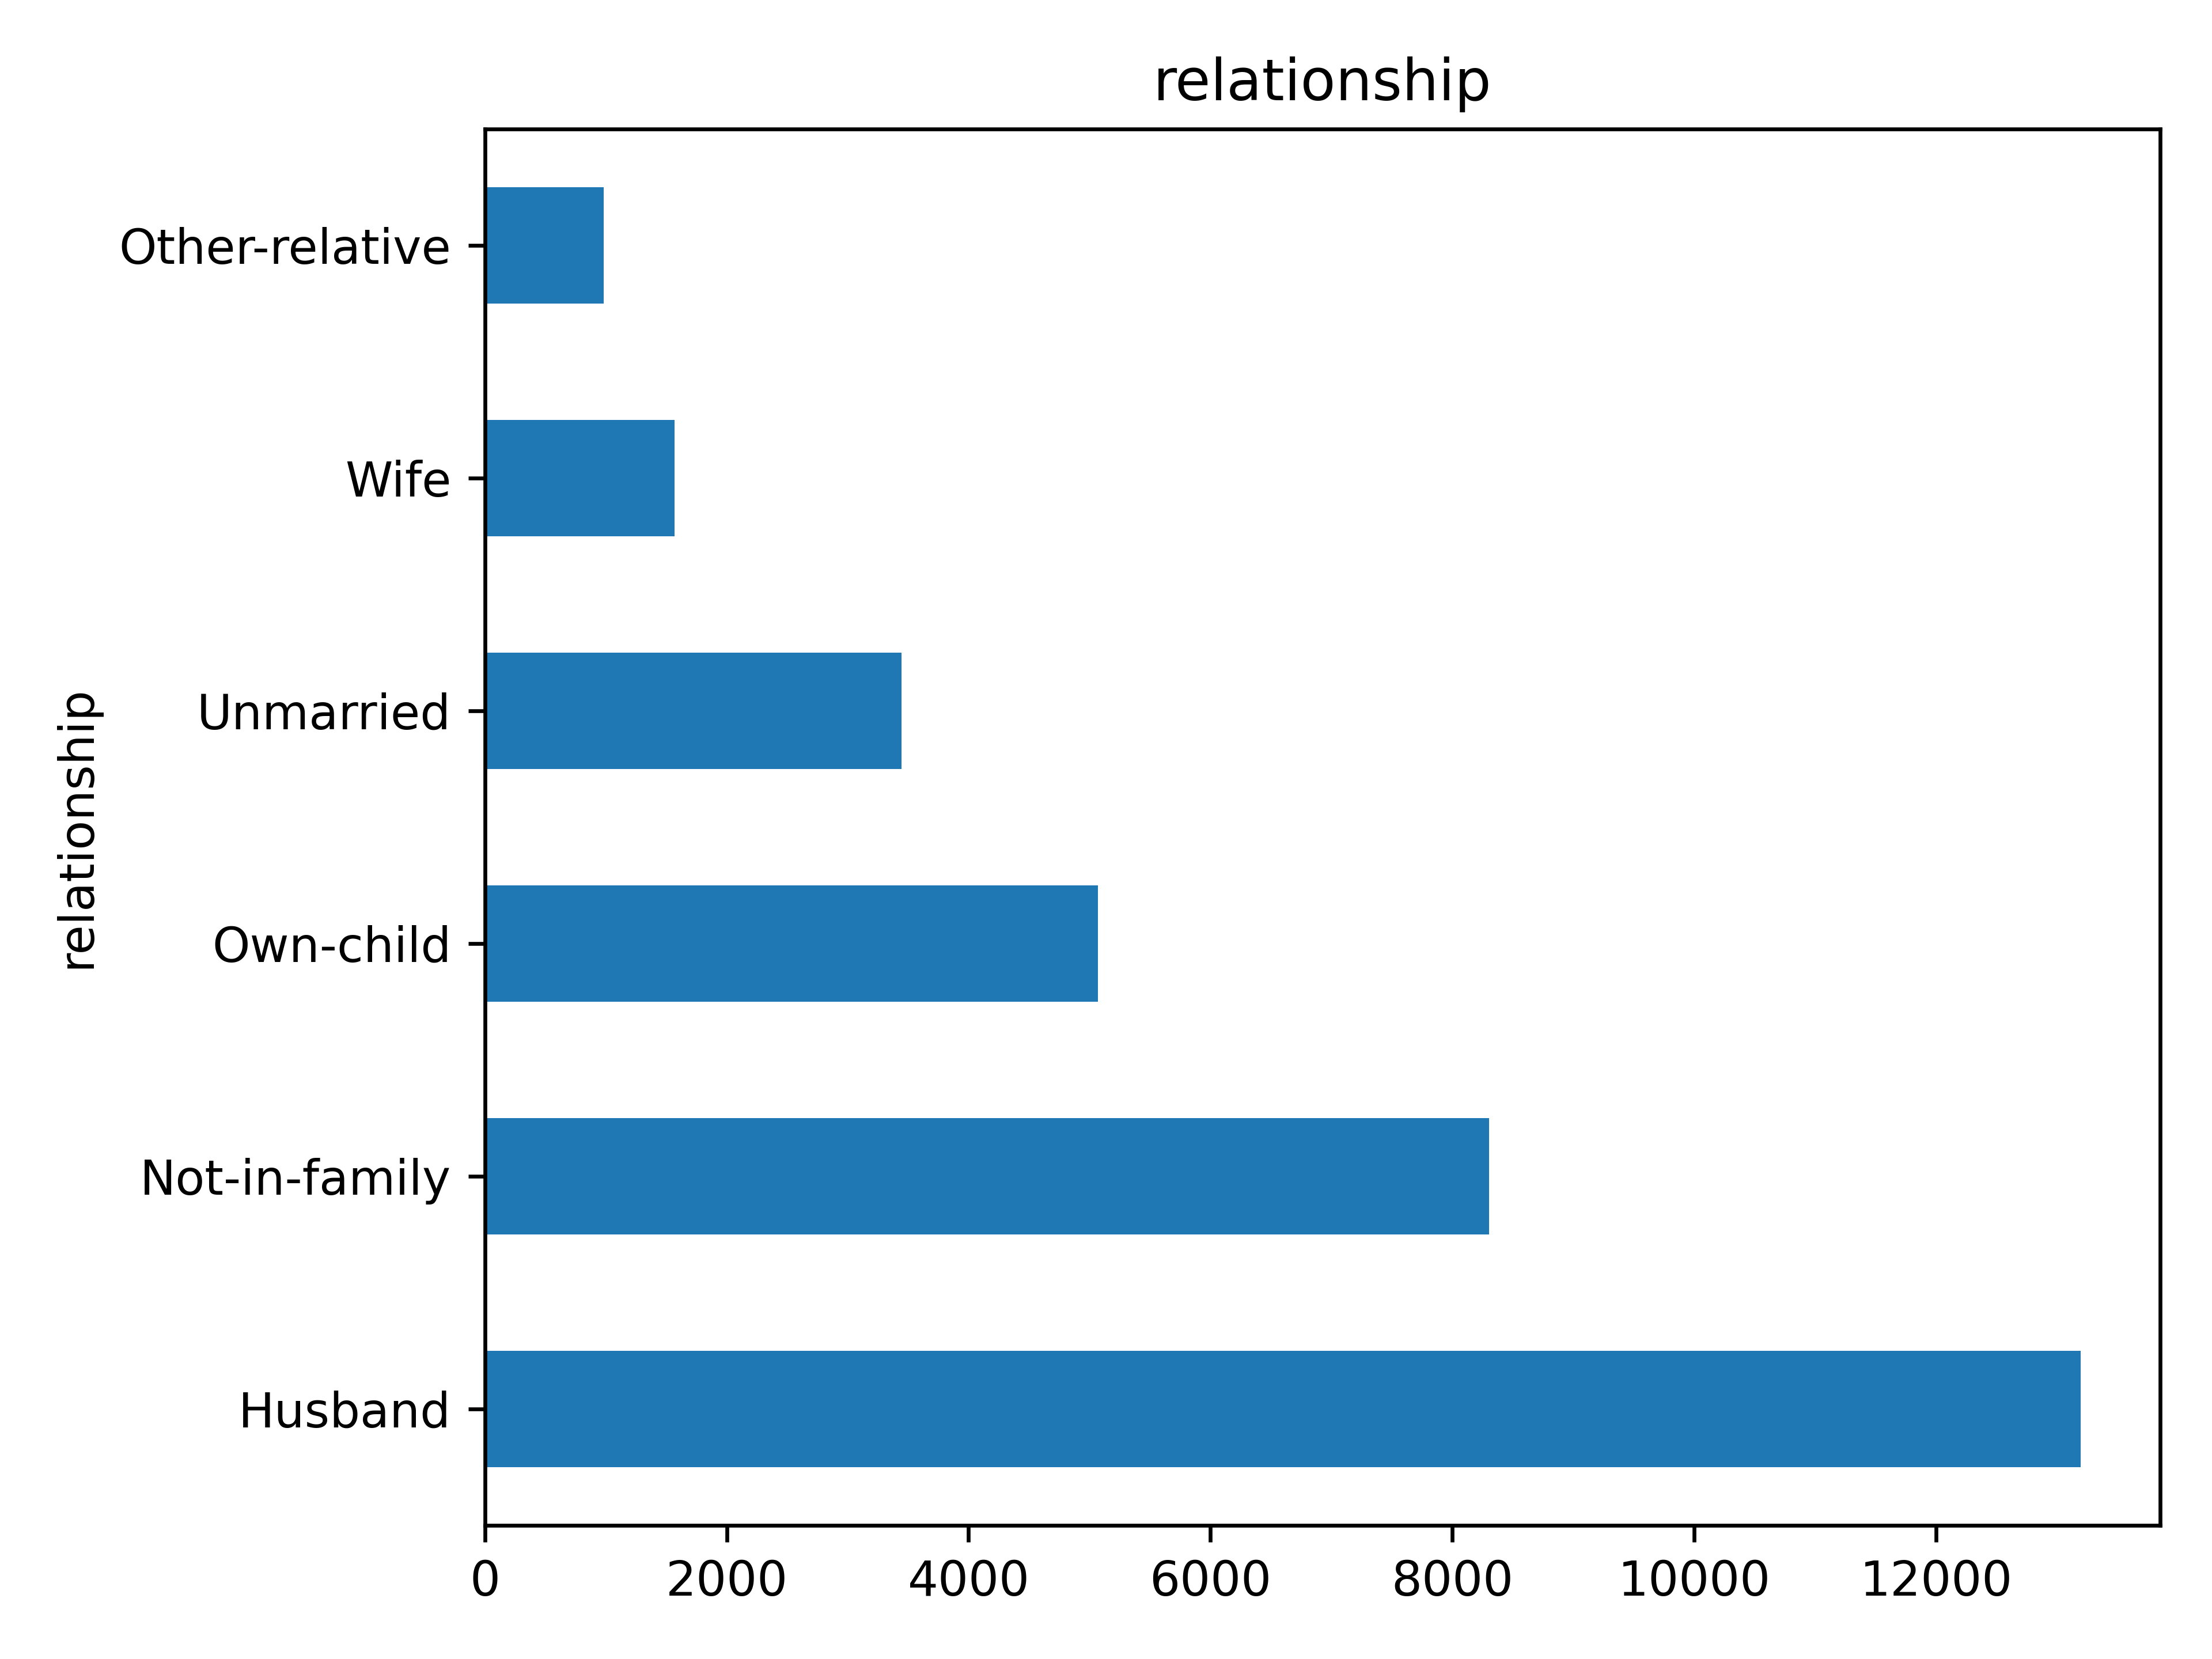 relationship
Other-relative
Wife
Unmarried
Own-child
Not-in-family
Husband
relationship
0 2000 4000 6000 8000 10000 12000